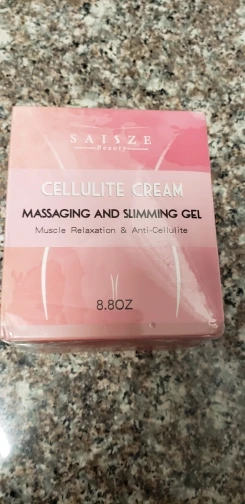 SAISZE
Beauty
CELLULITE CREAM
MASSAGING AND SLIMMING GEL
Muscle Relaxation & Anti-Cellulite
8.8OZ